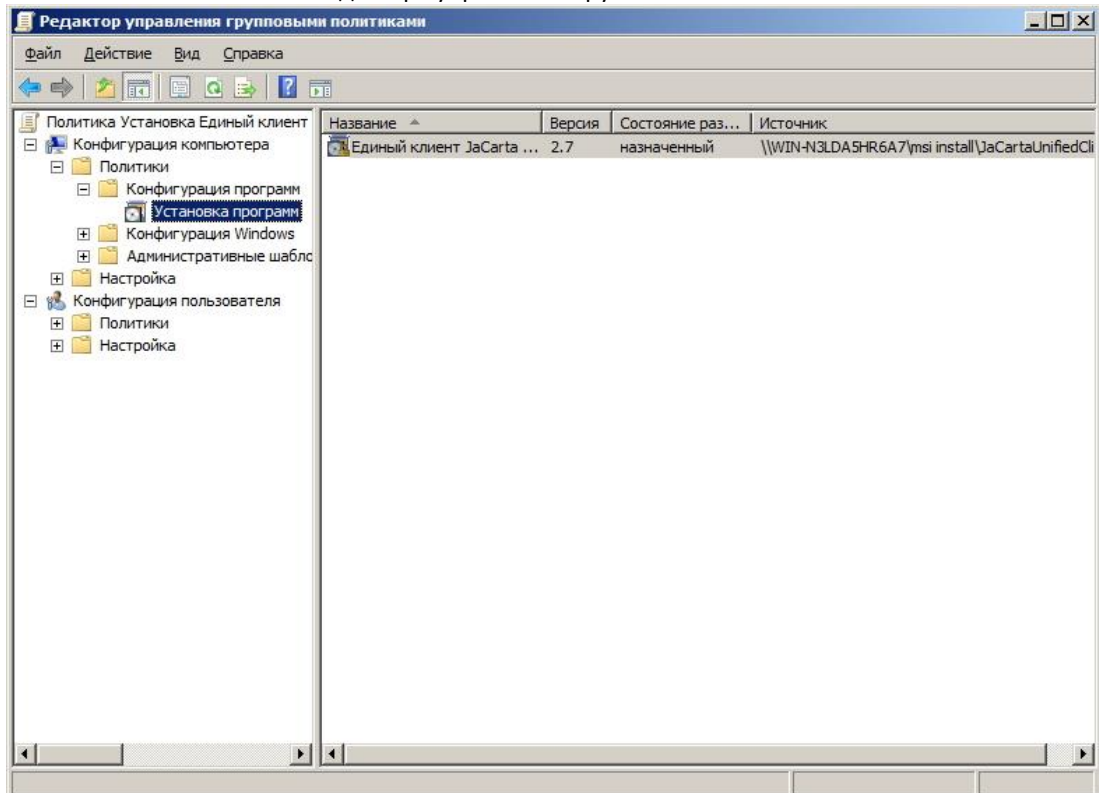 Редактор управления групповыми политиками
Файл Действие Вид Справка
Политика Установка Единый клиент
Конфигурация компьютера
Политики
Конфигурация программ
Установка программ
Конфигурация Windows
Административные шабло
Настройка
Конфигурация пользователя
Политики
Настройка
Название Версия Состояние раз... Источник
Единый клиент JaCarta ... 2.7 назначенный \\WIN-N3LDA5HR6A7\msi install\JaCartaUnifiedCli